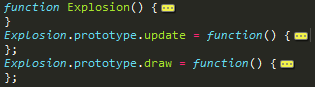 function Explosion() {
}
Explosion.prototype.update = function() {
};
Explosion.prototype.draw = function() {
};